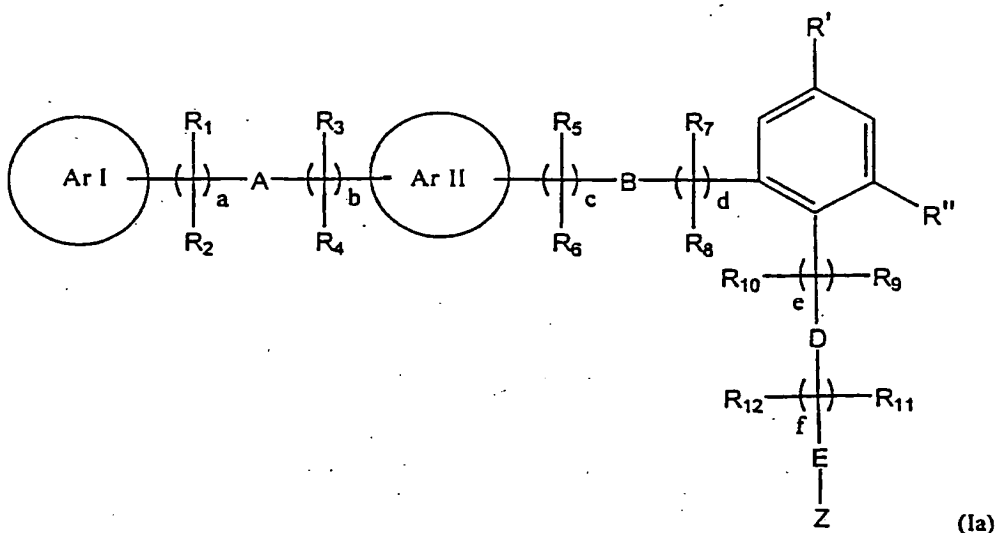 R'
R₁ R₃ R₅ R₇
Ar I ( ) a A ( ) b Ar II ( ) c B ( ) d
R₂ R₄ R₆ R₈ R"
R₁₀ ( ) e R₉
D
R₁₂ ( ) f R₁₁
E
Z
(Ia)